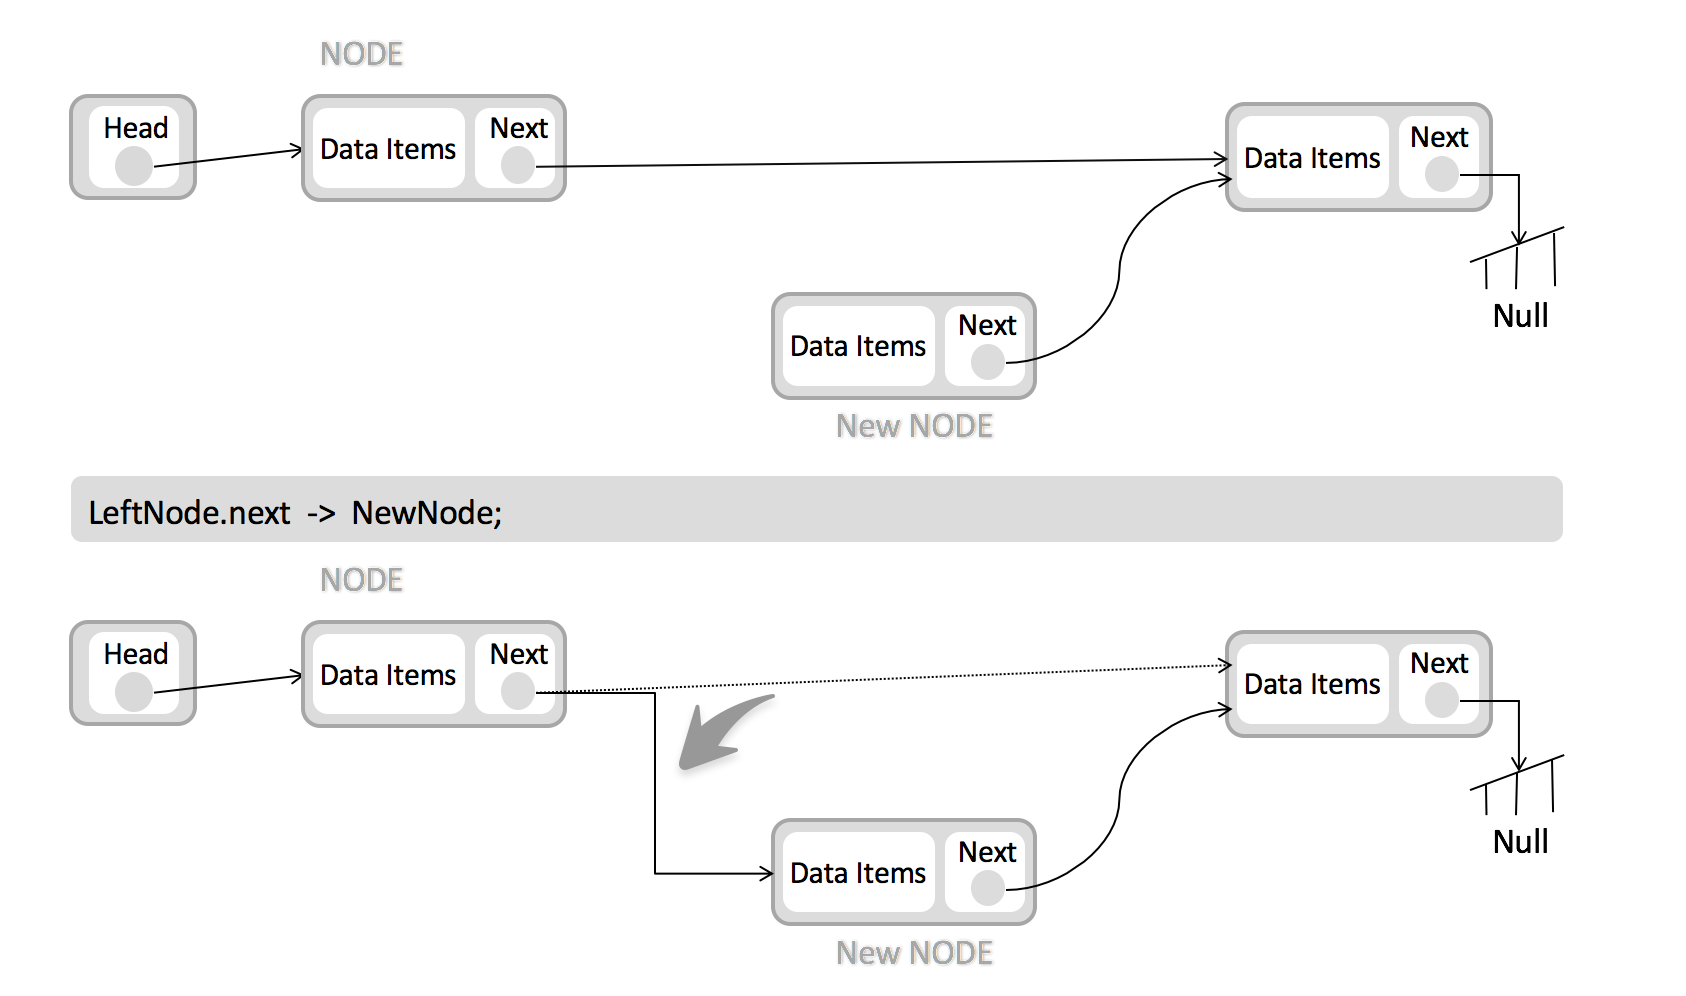 NODE
Head
Data Items
Next
Data Items
Next
Null
Data Items
Next
New NODE
LeftNode.next -> NewNode;
NODE
Head
Data Items
Next
Data Items
Next
Null
Data Items
Next
New NODE